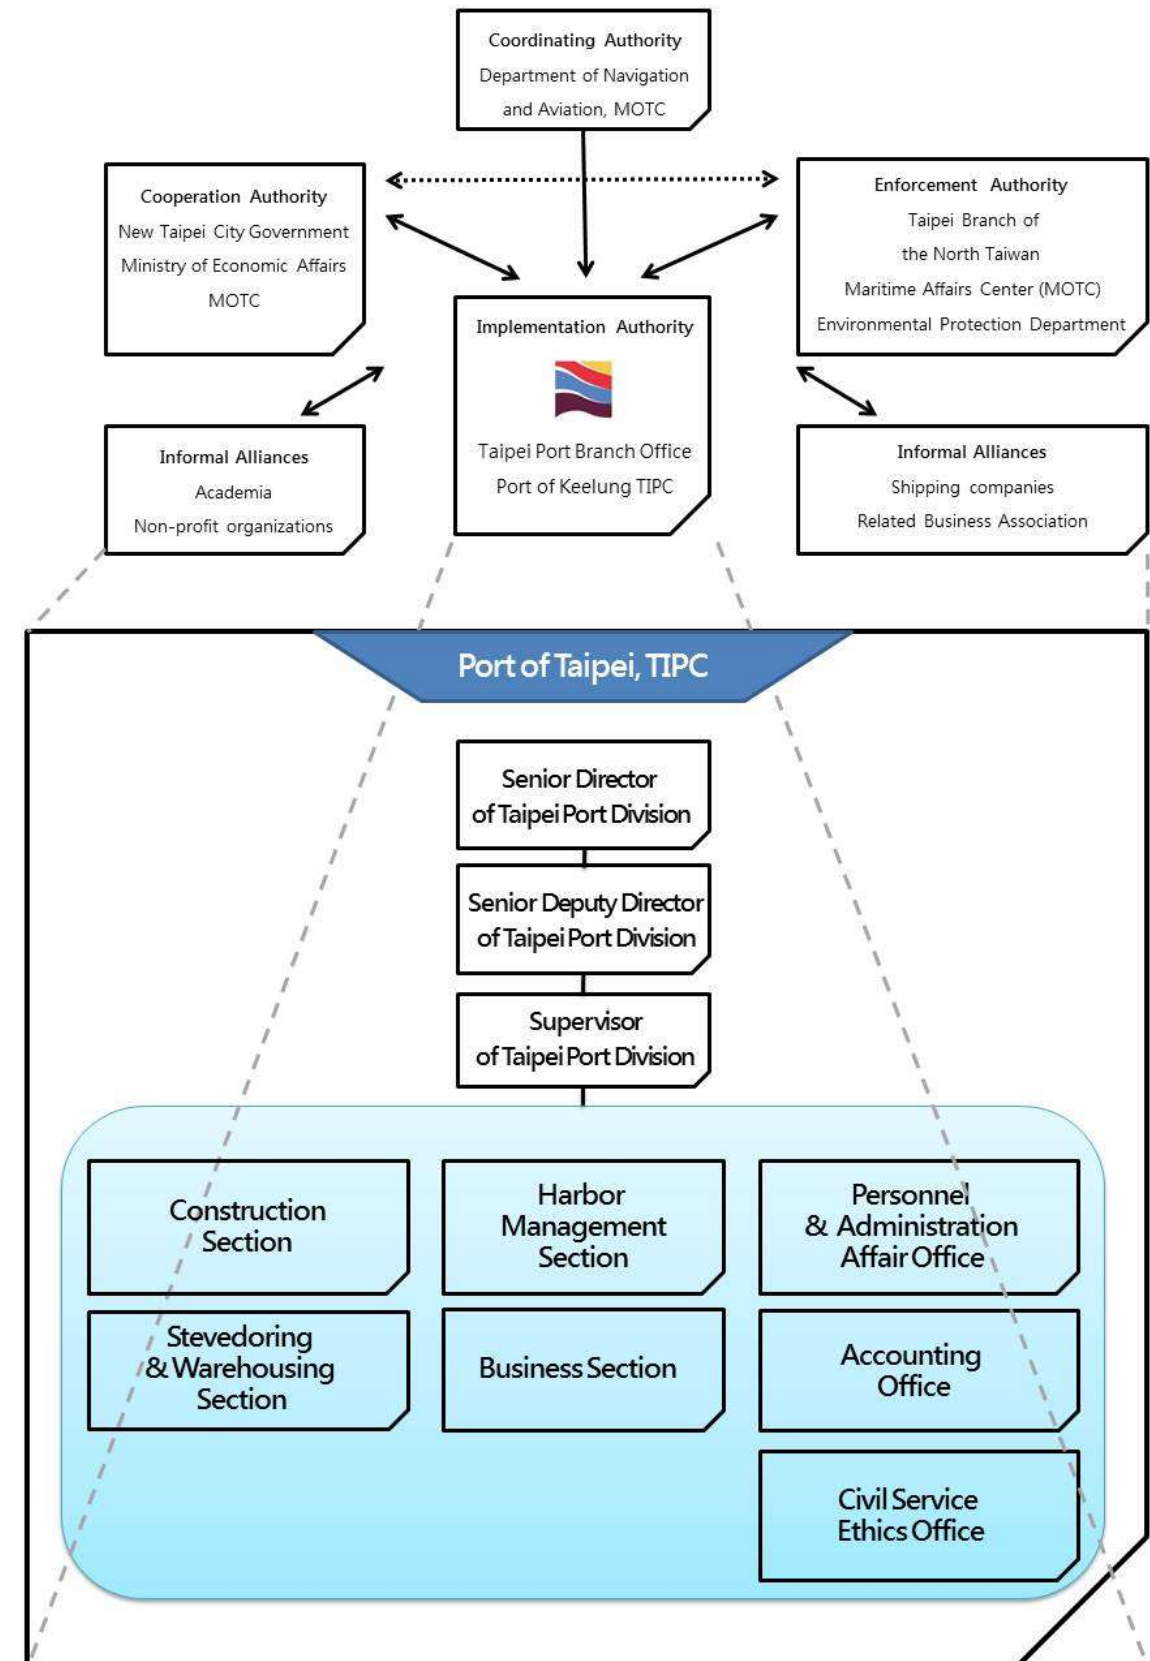 Coordinating Authority
Department of Navigation
and Aviation, MOTC
Cooperation Authority
New Taipei City Government
Ministry of Economic Affairs
MOTC
Enforcement Authority
Taipei Branch of
the North Taiwan
Maritime Affairs Center (MOTC)
Environmental Protection Department
Implementation Authority
Taipei Port Branch Office
Port of Keelung TIPC
Informal Alliances
Academia
Non-profit organizations
Informal Alliances
Shipping companies
Related Business Association
Port of Taipei, TIPC
Senior Director
of Taipei Port Division
Senior Deputy Director
of Taipei Port Division
Supervisor
of Taipei Port Division
Construction
Section
Harbor
Management
Section
Personnel
& Administration
Affair Office
Stevedoring
& Warehousing
Section
Business Section
Accounting
Office
Civil Service
Ethics Office